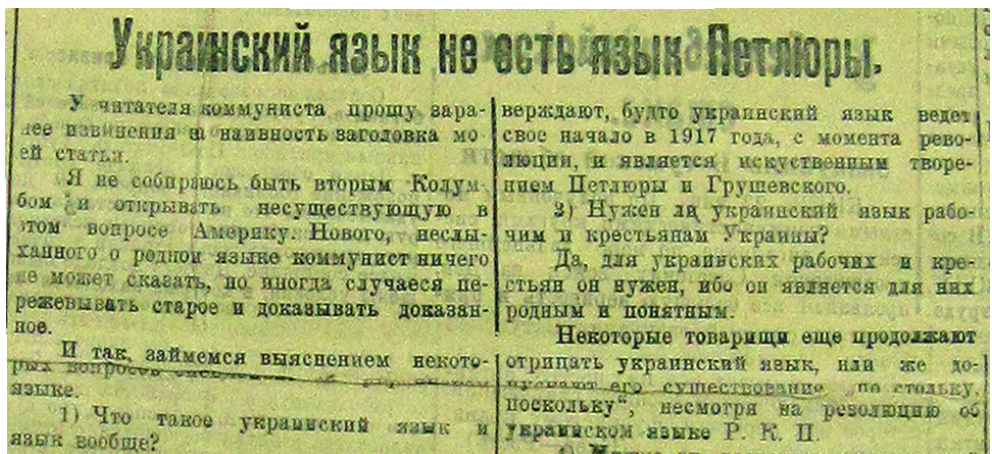 Украинский язык не есть язык Петлюры.
У читателя коммуниста прошу зара-
нее извинения за наивность заголовка мо
ей статьи.
Я не собираюсь быть вторым Колум-
бом и открывать несуществующую в
этом вопросе Америку. Нового, неслы-
ханного о родном языке коммунист ничего
не может сказать, но иногда случаеся пе-
режевывать старое и доказывать доказан-
ное.
И так, займемся выяснением некото-
рых вопросов
языке.
1) Что такое украинский язык и
язык вообще?
верждают, будто украинский язык ведет
свое начало в 1917 года, с момента рево-
люции, и является искуственным творе-
нием Петлюры и Грушевского.
3) Нужен ли украинский язык рабо-
чим и крестьянам Украины?
Да, для украинских рабочих и кре-
стьян он нужен, ибо он является для них
родным и понятным.
Некоторые товарищи еще продолжают
отрицать украинский язык, или же до-
пускают его существование „по стольку,
поскольку“, несмотря на резолюцию об
украинском языке Р. К. П.